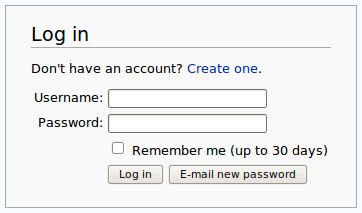 Log in
Don't have an account? Create one.
Username:
Password:
Remember me (up to 30 days)
Log in E-mail new password